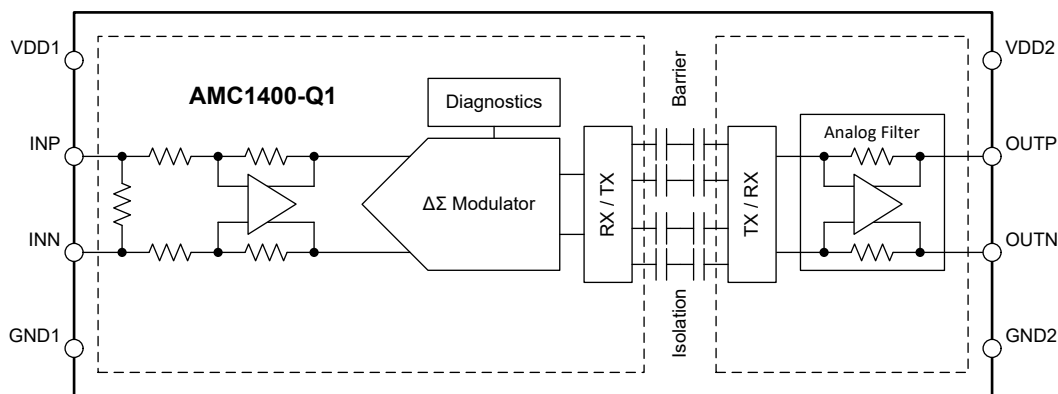 VDD1
VDD2
AMC1400-Q1
Diagnostics
Barrier
Analog Filter
INP
OUTP
ΔΣ Modulator
RX / TX
TX / RX
INN
OUTN
Isolation
GND1
GND2